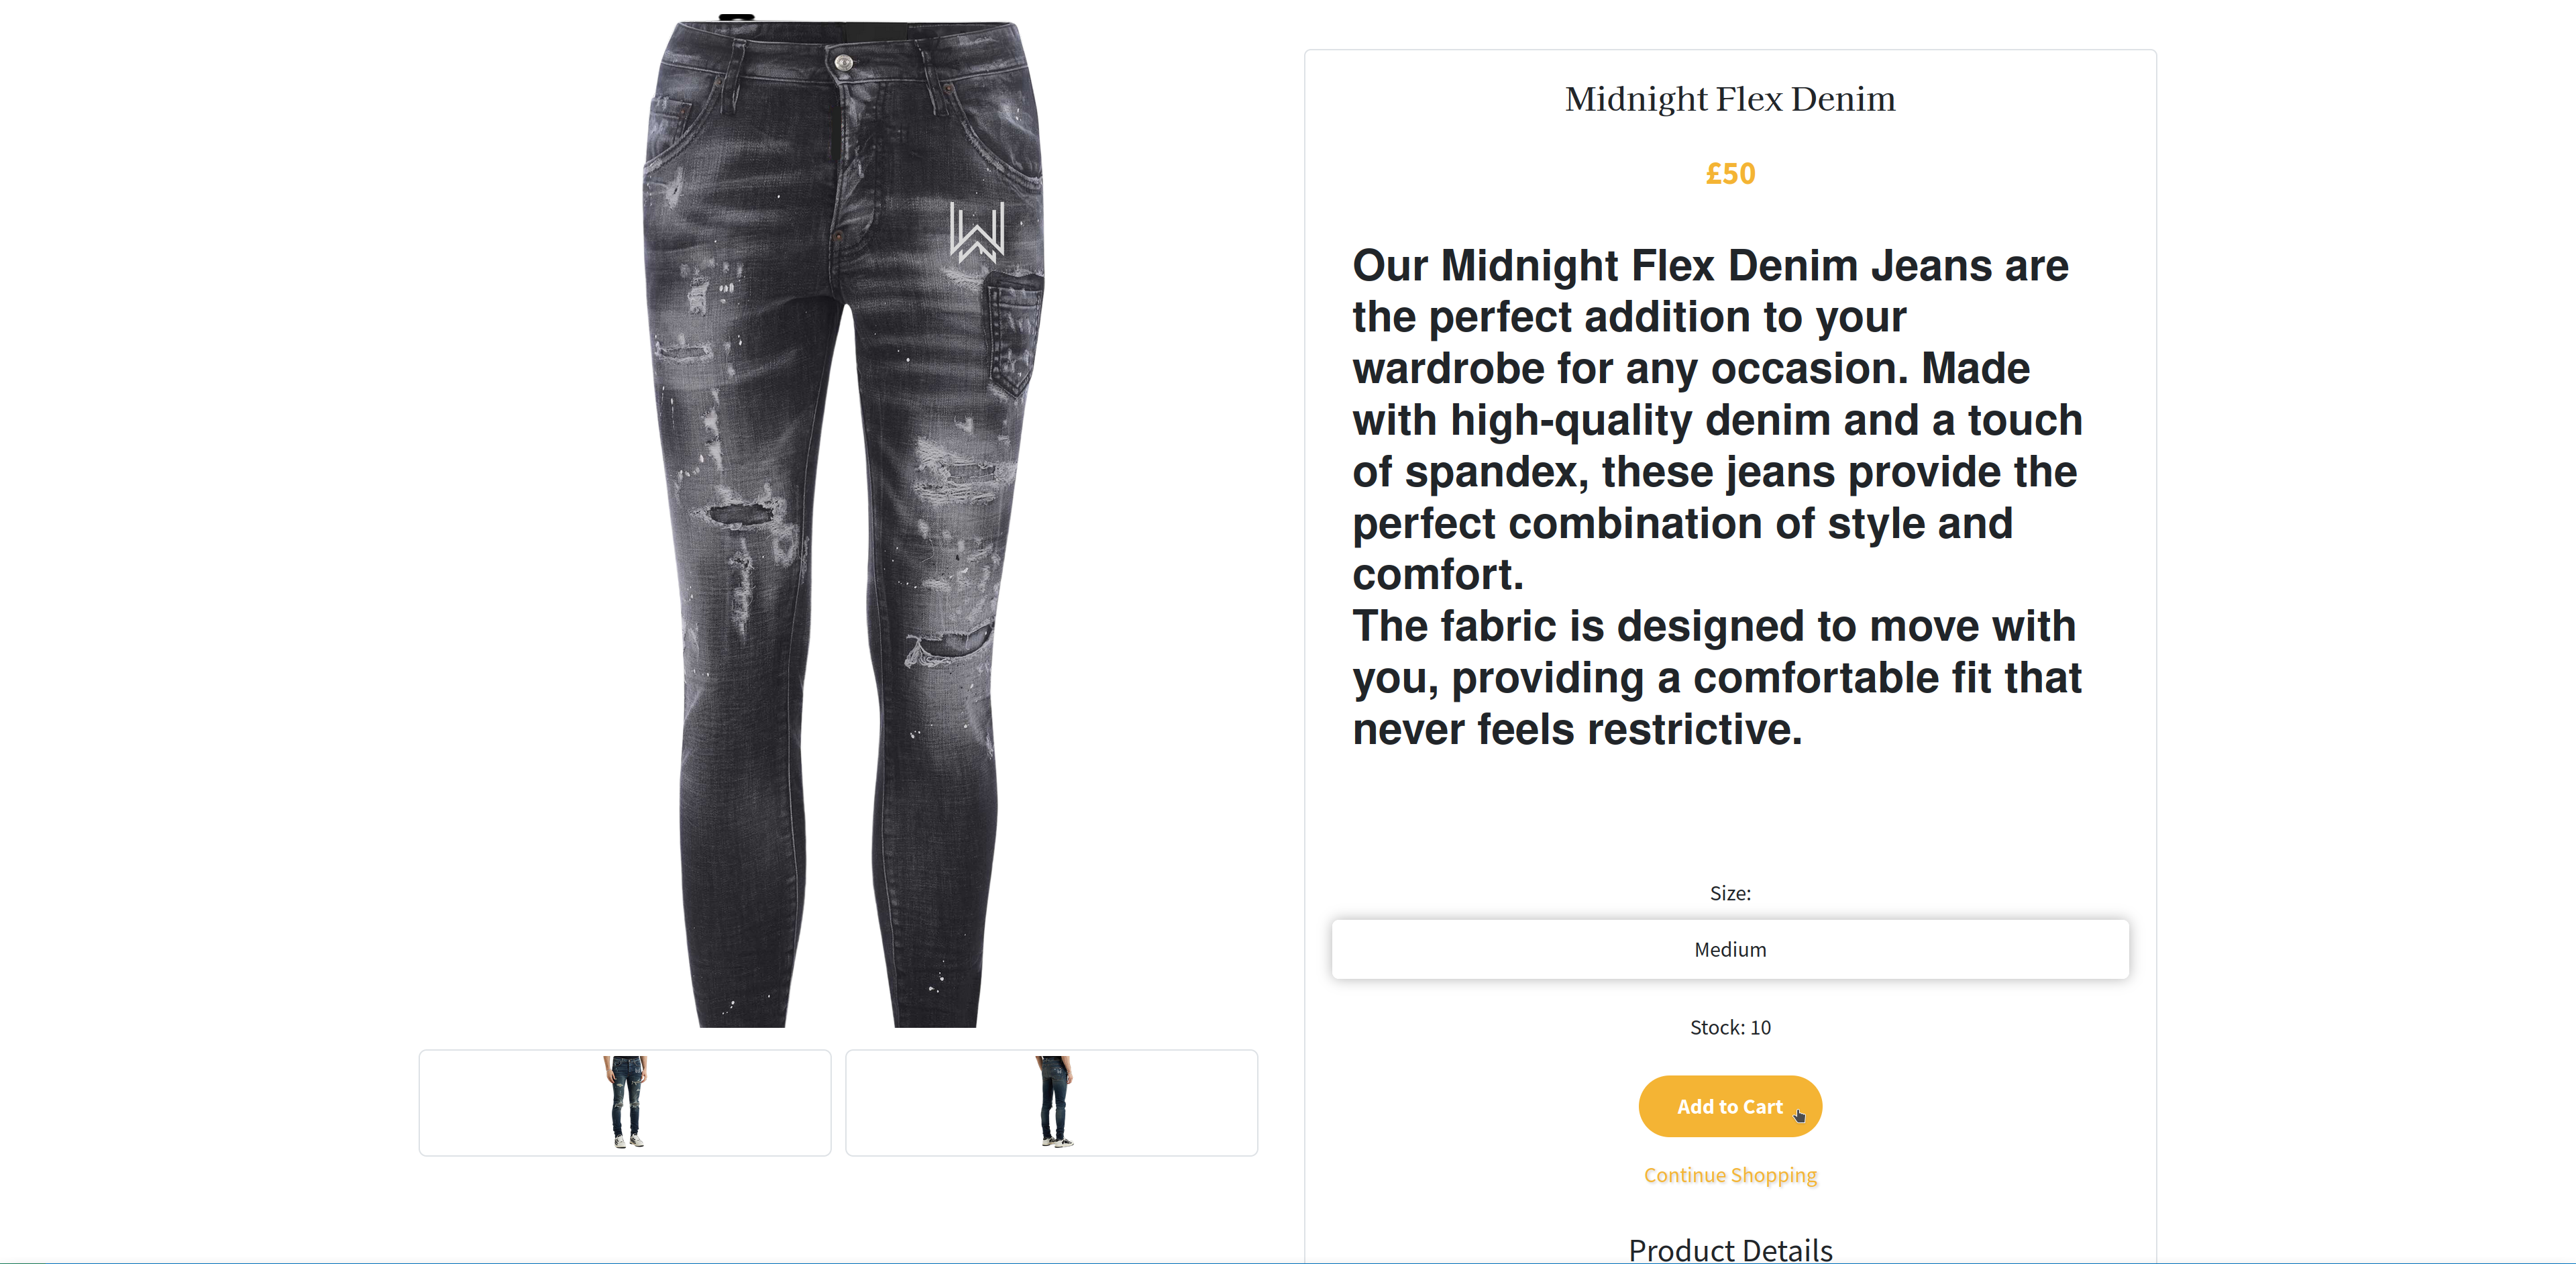 Midnight Flex Denim
£50
Our Midnight Flex Denim Jeans are
the perfect addition to your
wardrobe for any occasion. Made
with high-quality denim and a touch
of spandex, these jeans provide the
perfect combination of style and
comfort.
The fabric is designed to move with
you, providing a comfortable fit that
never feels restrictive.
Size:
Medium
Stock: 10
Add to Cart
Continue Shopping
Product Details